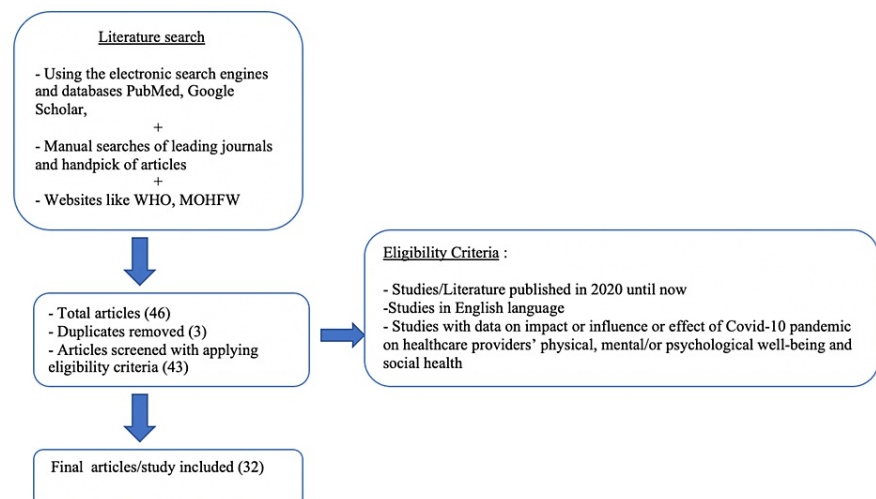 Literature search
- Using the electronic search engines
and databases PubMed, Google
Scholar,
+
- Manual searches of leading journals
and handpick of articles
+
- Websites like WHO, MOHFW
- Total articles (46)
- Duplicates removed (3)
- Articles screened with applying
eligibility criteria (43)
Eligibility Criteria :
- Studies/Literature published in 2020 until now
-Studies in English language
- Studies with data on impact or influence or effect of Covid-10 pandemic
on healthcare providers’ physical, mental/or psychological well-being and
social health
Final articles/study included (32)